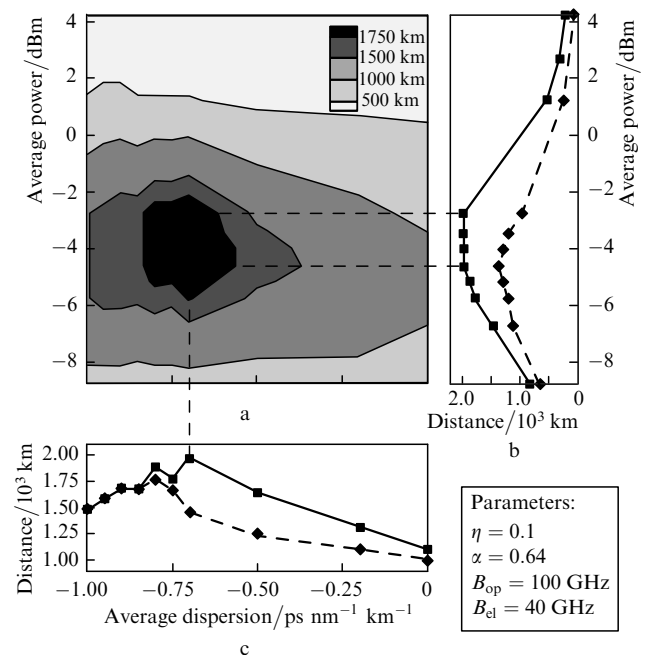 4
2
0
−2
−4
−6
−8
Average power/dBm
1750 km
1500 km
1000 km
500 km
a
4
2
0
−2
−4
−6
−8
Average power/dBm
2.0 1.0 0
Distance/10³ km
b
2.00
1.75
1.50
1.25
1.00
Distance/10³ km
−1.00 −0.75 −0.50 −0.25 0
Average dispersion/ps nm⁻¹ km⁻¹
c
Parameters:
η = 0.1
α = 0.64
Bop = 100 GHz
Bel = 40 GHz